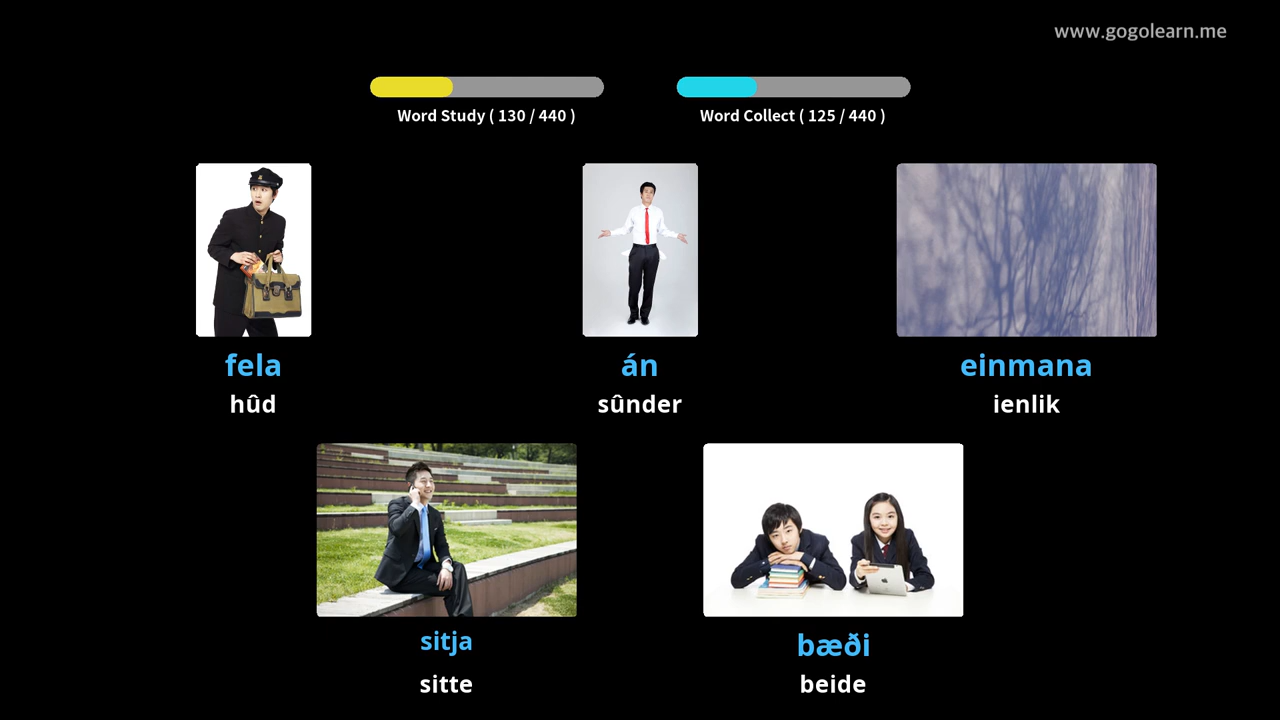 www.gogolearn.me
Word Study ( 130 / 440 )
Word Collect ( 125 / 440 )
fela
hûd
án
sûnder
einmana
ienlik
sitja
sitte
bæði
beide